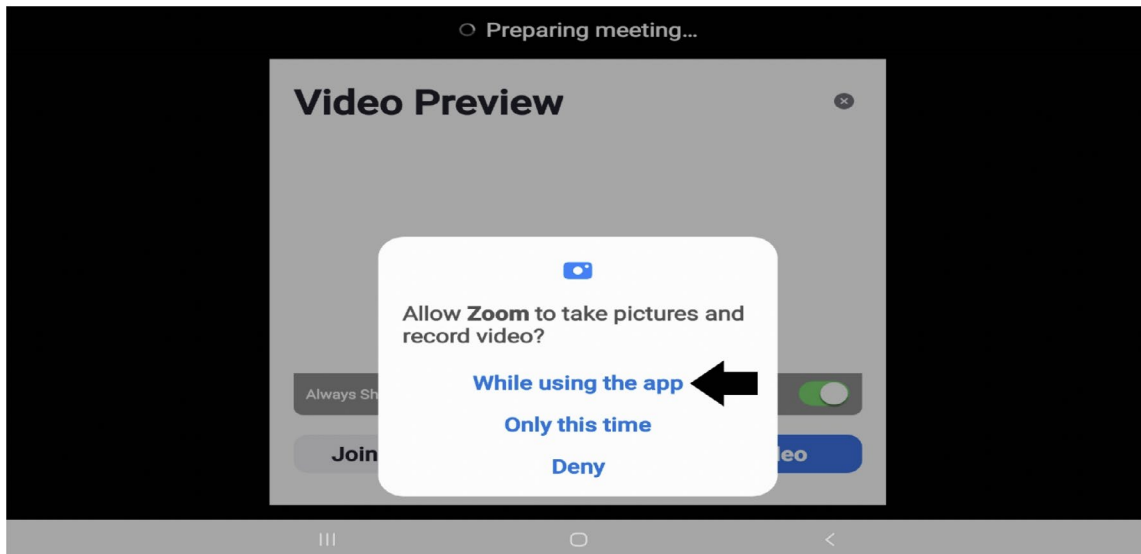 Preparing meeting...
Video Preview
Allow Zoom to take pictures and
record video?
While using the app
Always Sh
Only this time
Join
eo
Deny